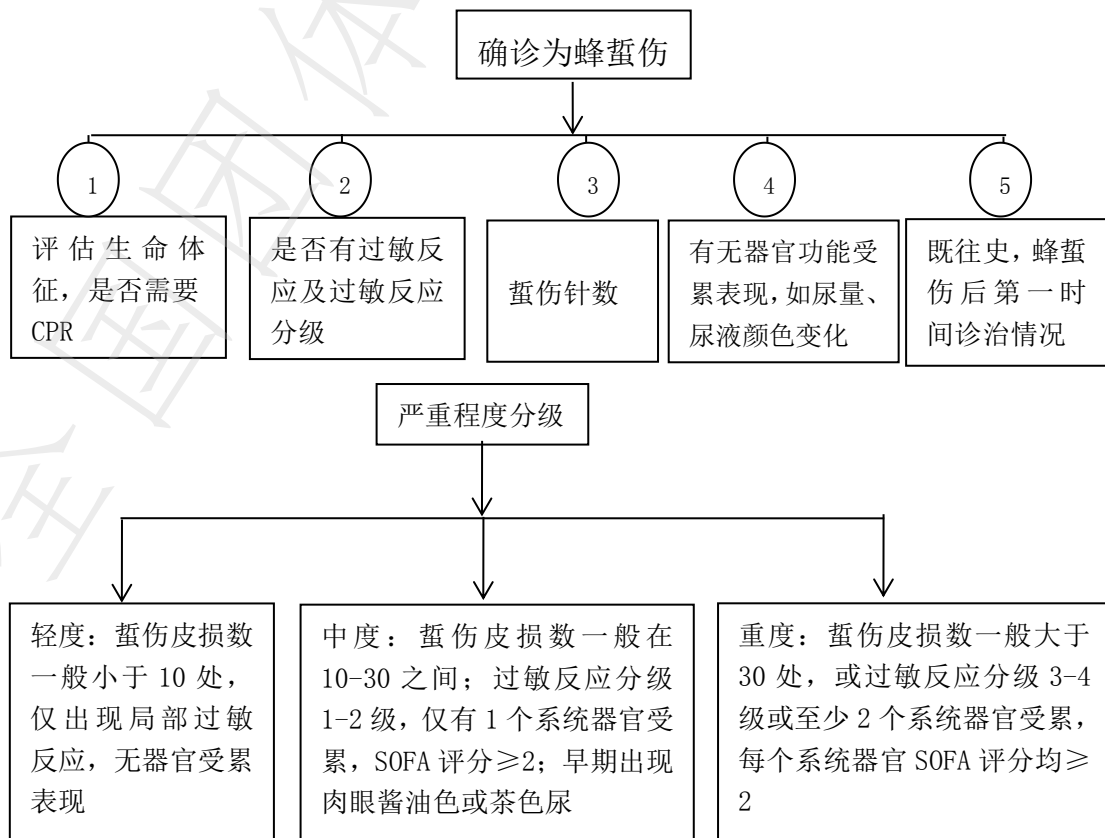 确诊为蜂蜇伤
1
2
3
4
5
评估生命体
征，是否需要
CPR
是否有过敏反
应及过敏反应
分级
蜇伤针数
有无器官功能受
累表现，如尿量、
尿液颜色变化
既往史，蜂蜇
伤后第一时
间诊治情况
严重程度分级
轻度：蜇伤皮损数
一般小于 10 处，
仅出现局部过敏
反应，无器官受累
表现
中度：蜇伤皮损数一般在
10-30 之间；过敏反应分级
1-2 级，仅有 1 个系统器官受
累，SOFA 评分≥2；早期出现
肉眼酱油色或茶色尿
重度：蜇伤皮损数一般大于
30 处，或过敏反应分级 3-4
级或至少 2 个系统器官受累，
每个系统器官 SOFA 评分均≥
2
全国团体